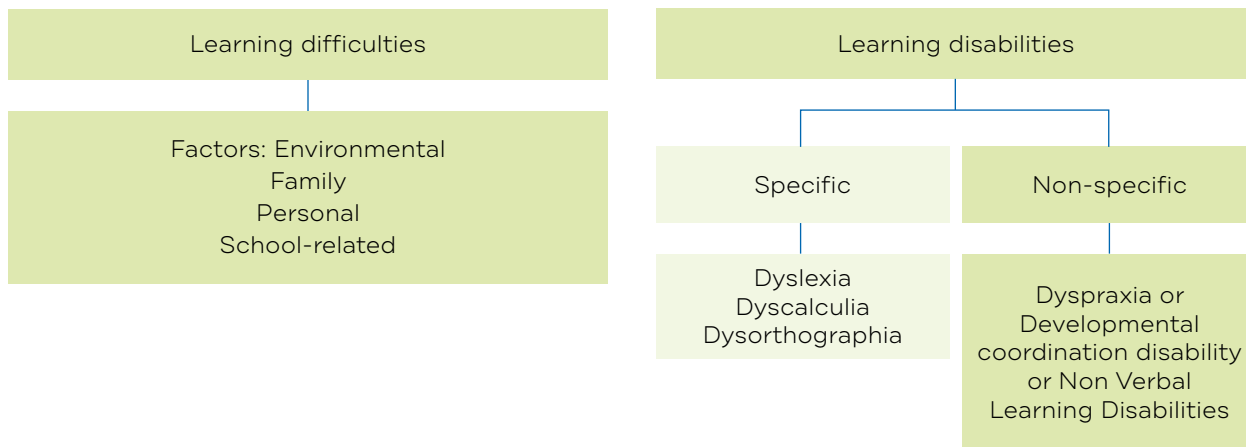 Learning difficulties
Factors: Environmental
Family
Personal
School-related
Learning disabilities
Specific
Non-specific
Dyslexia
Dyscalculia
Dysorthographia
Dyspraxia or
Developmental
coordination disability
or Non Verbal
Learning Disabilities